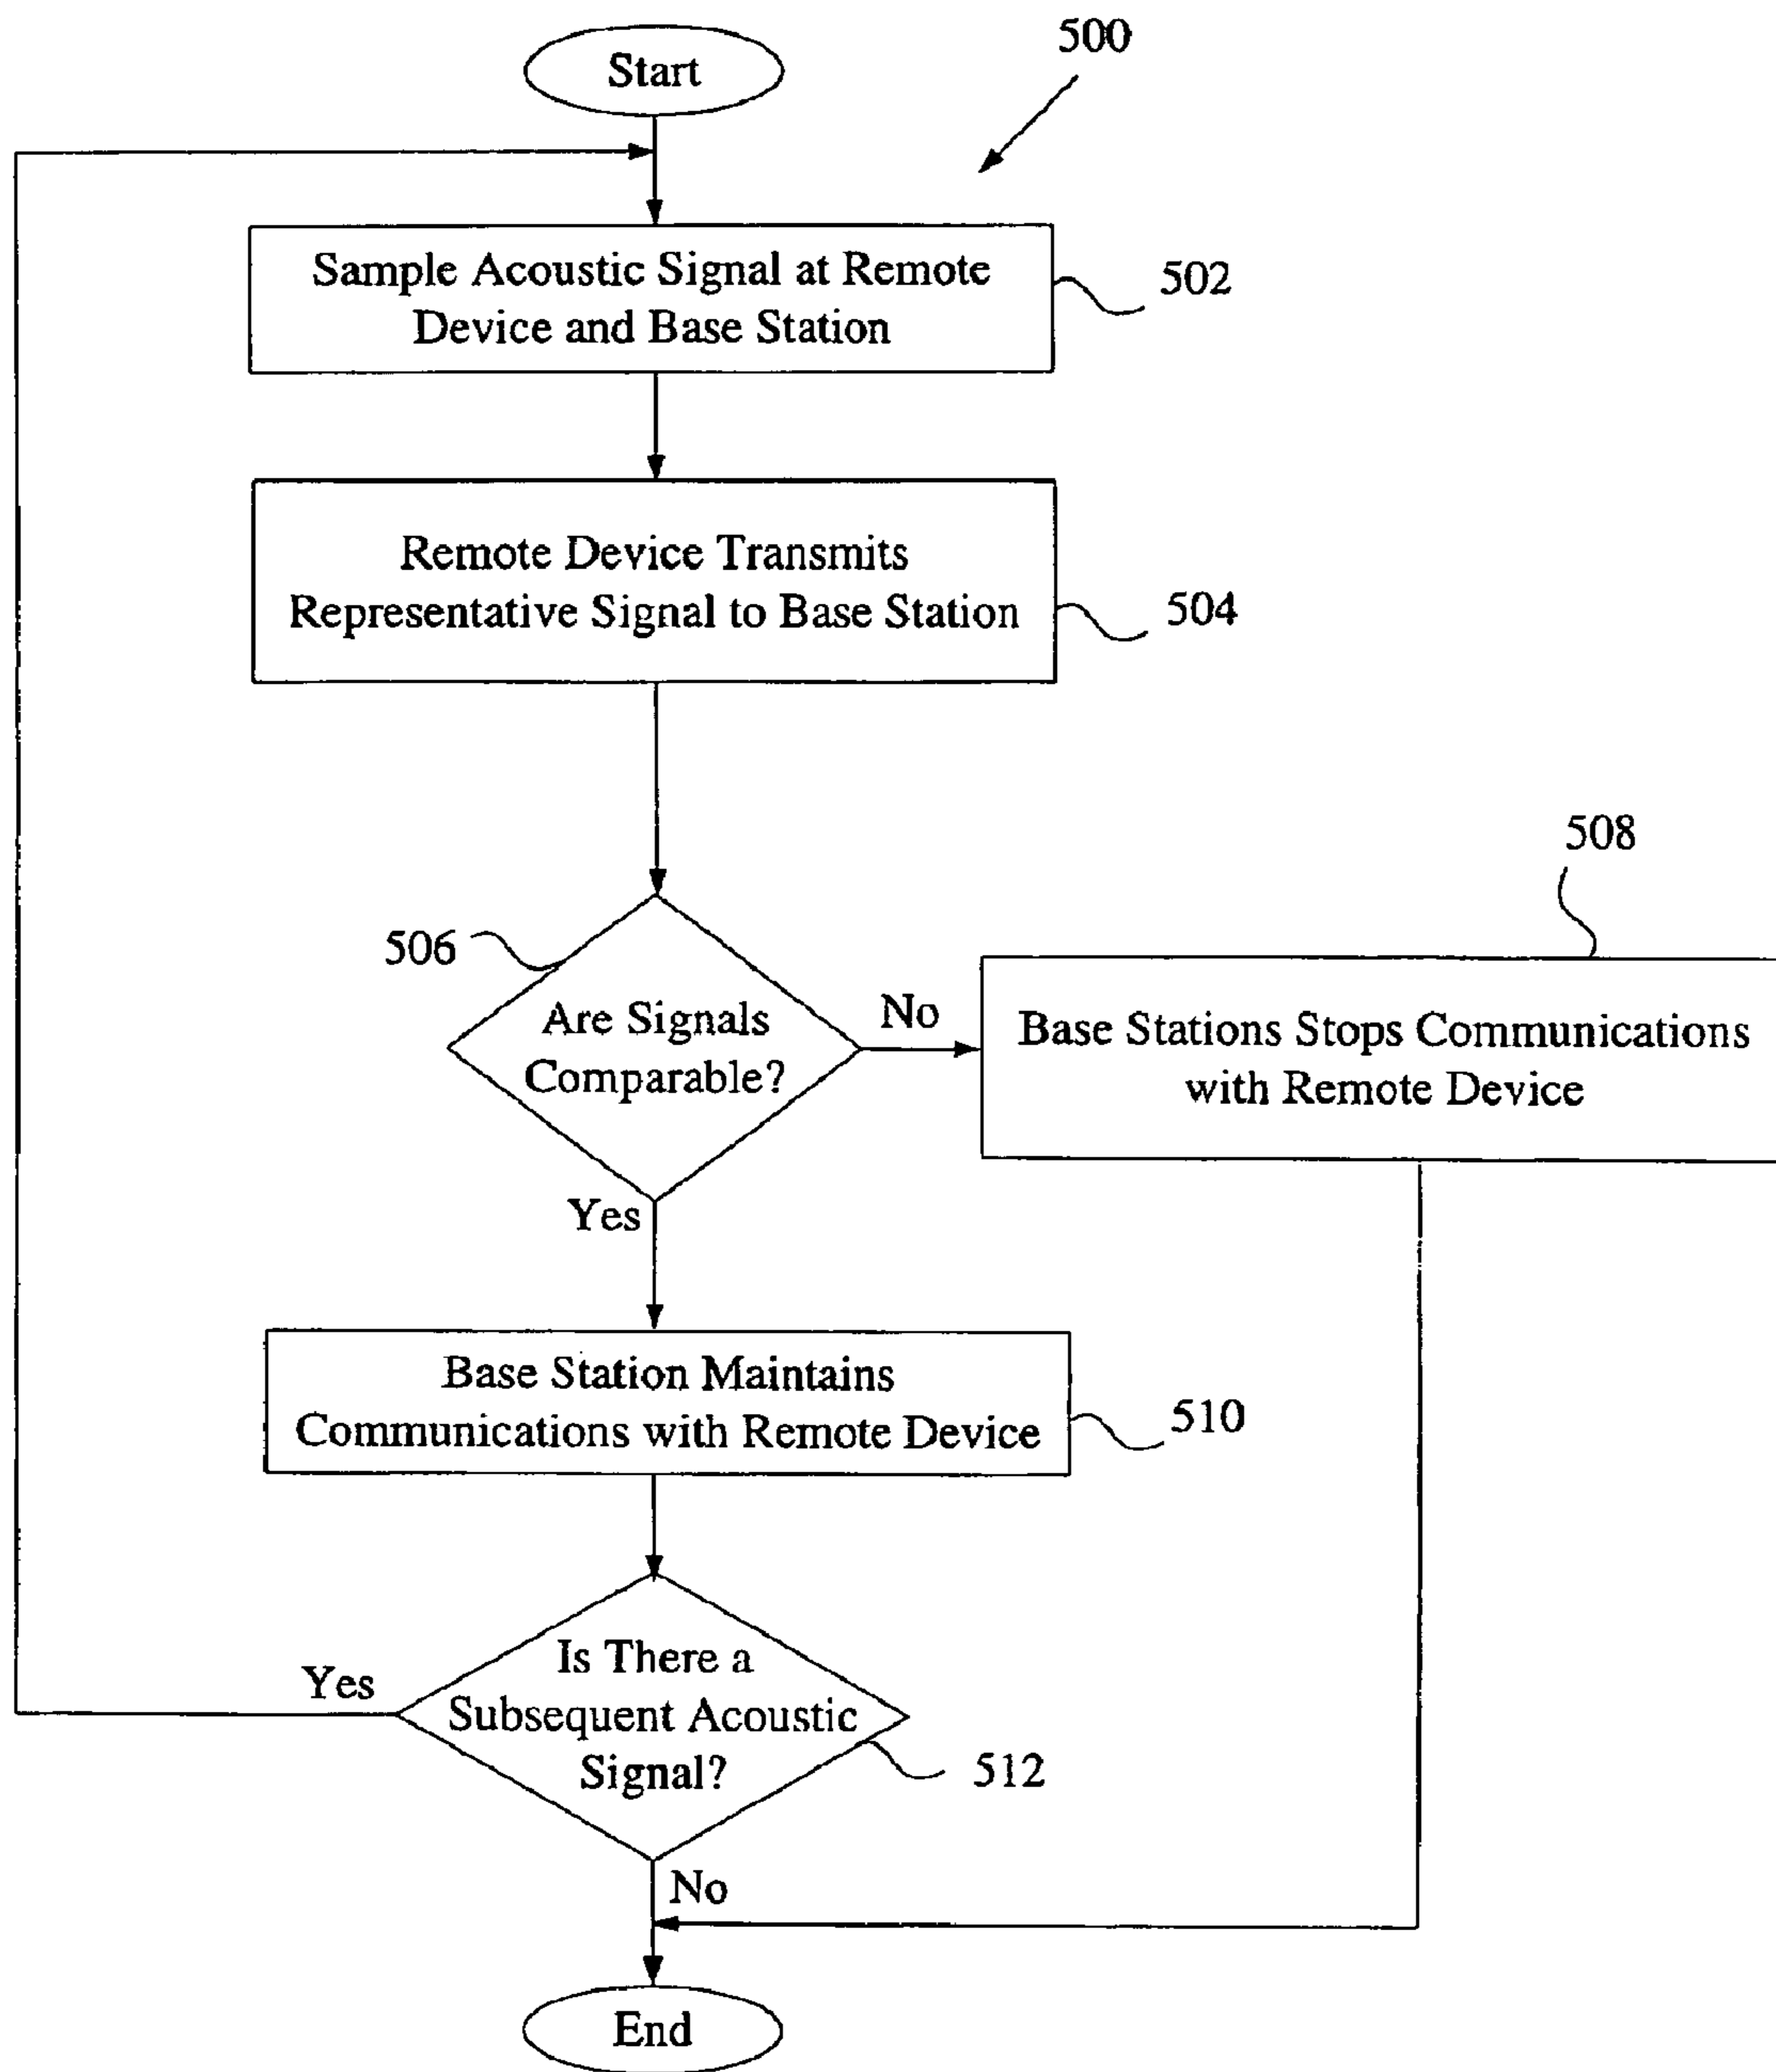 Start
500
Sample Acoustic Signal at Remote
Device and Base Station
502
Remote Device Transmits
Representative Signal to Base Station
504
508
506
Are Signals
Comparable?
No
Base Stations Stops Communications
with Remote Device
Yes
Base Station Maintains
Communications with Remote Device
510
Is There a
Subsequent Acoustic
Signal?
Yes
512
No
End